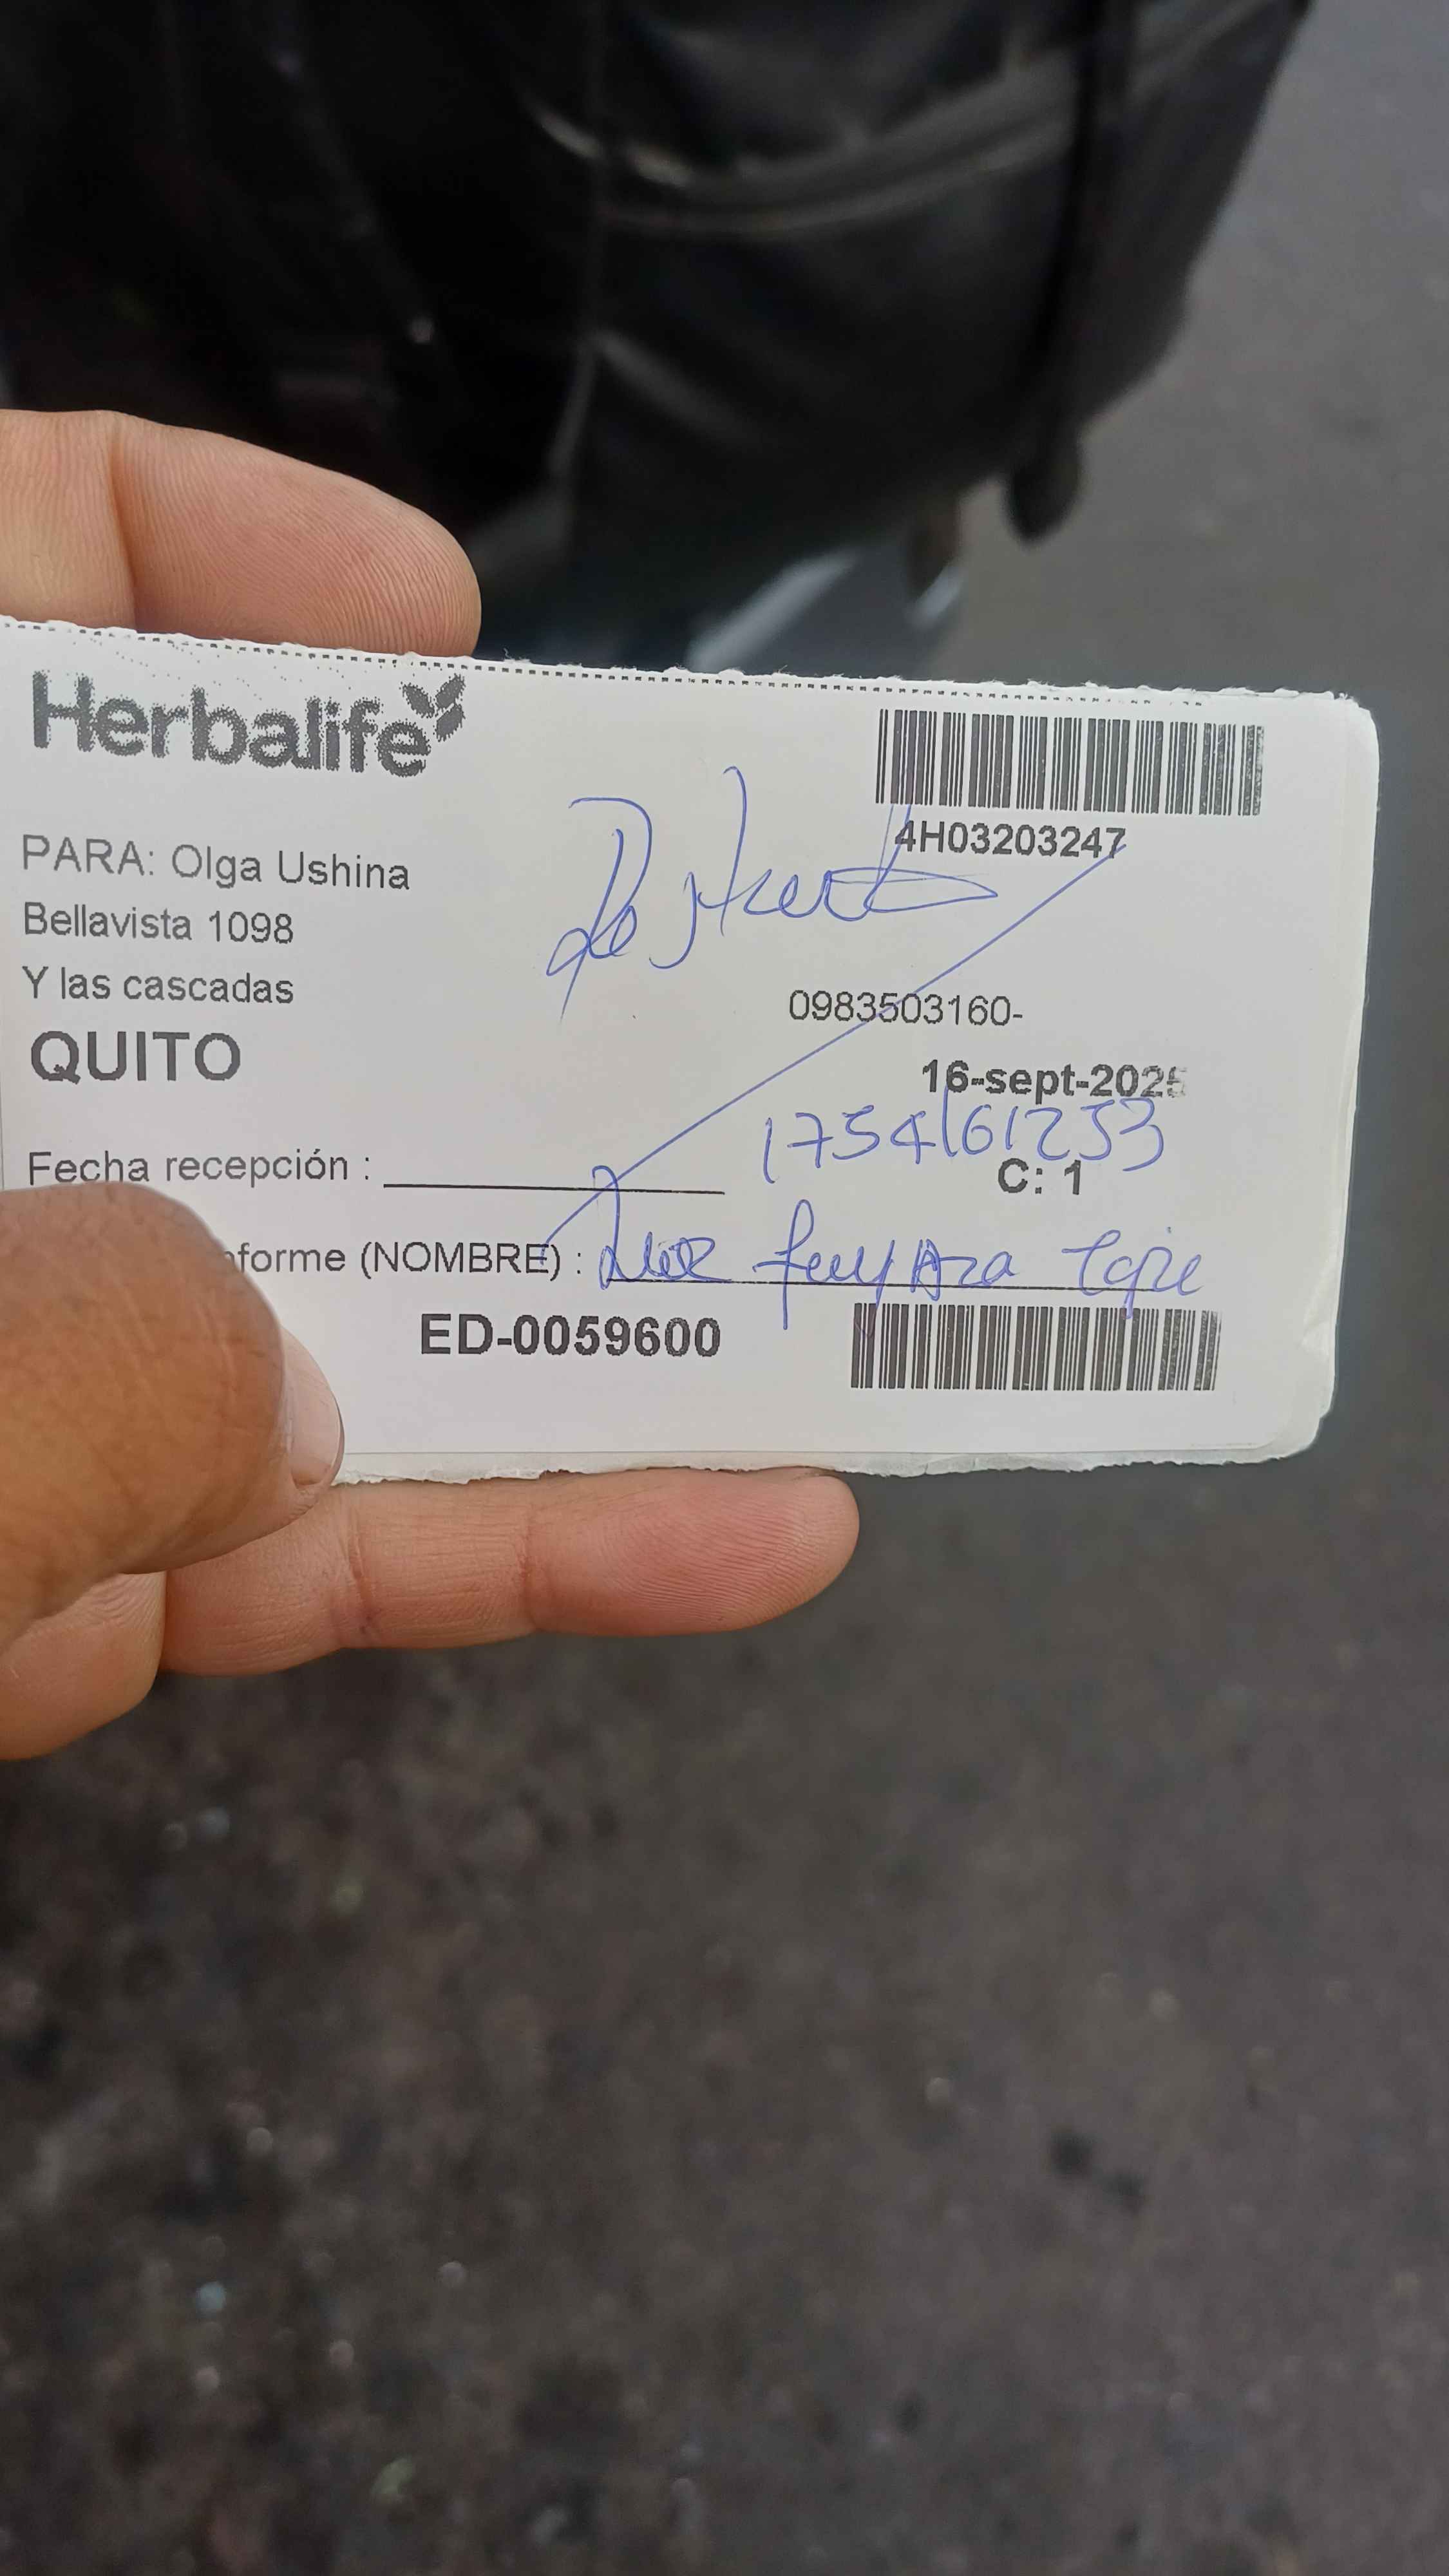 Herbalife
4H03203247
PARA: Olga Ushina
Bellavista 1098
Y las cascadas
0983503160-
QUITO
16-sept-2025
1754161253
Fecha recepción :
C: 1
nforme (NOMBRE) :
ED-0059600